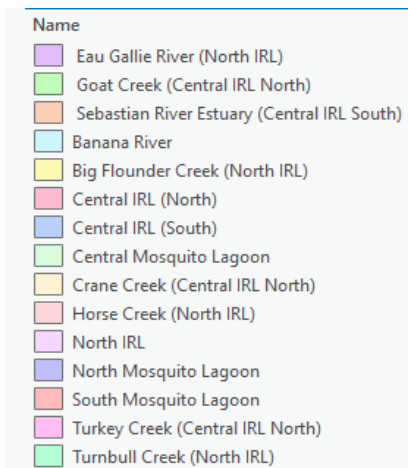 Name
Eau Gallie River (North IRL)
Goat Creek (Central IRL North)
Sebastian River Estuary (Central IRL South)
Banana River
Big Flounder Creek (North IRL)
Central IRL (North)
Central IRL (South)
Central Mosquito Lagoon
Crane Creek (Central IRL North)
Horse Creek (North IRL)
North IRL
North Mosquito Lagoon
South Mosquito Lagoon
Turkey Creek (Central IRL North)
Turnbull Creek (North IRL)